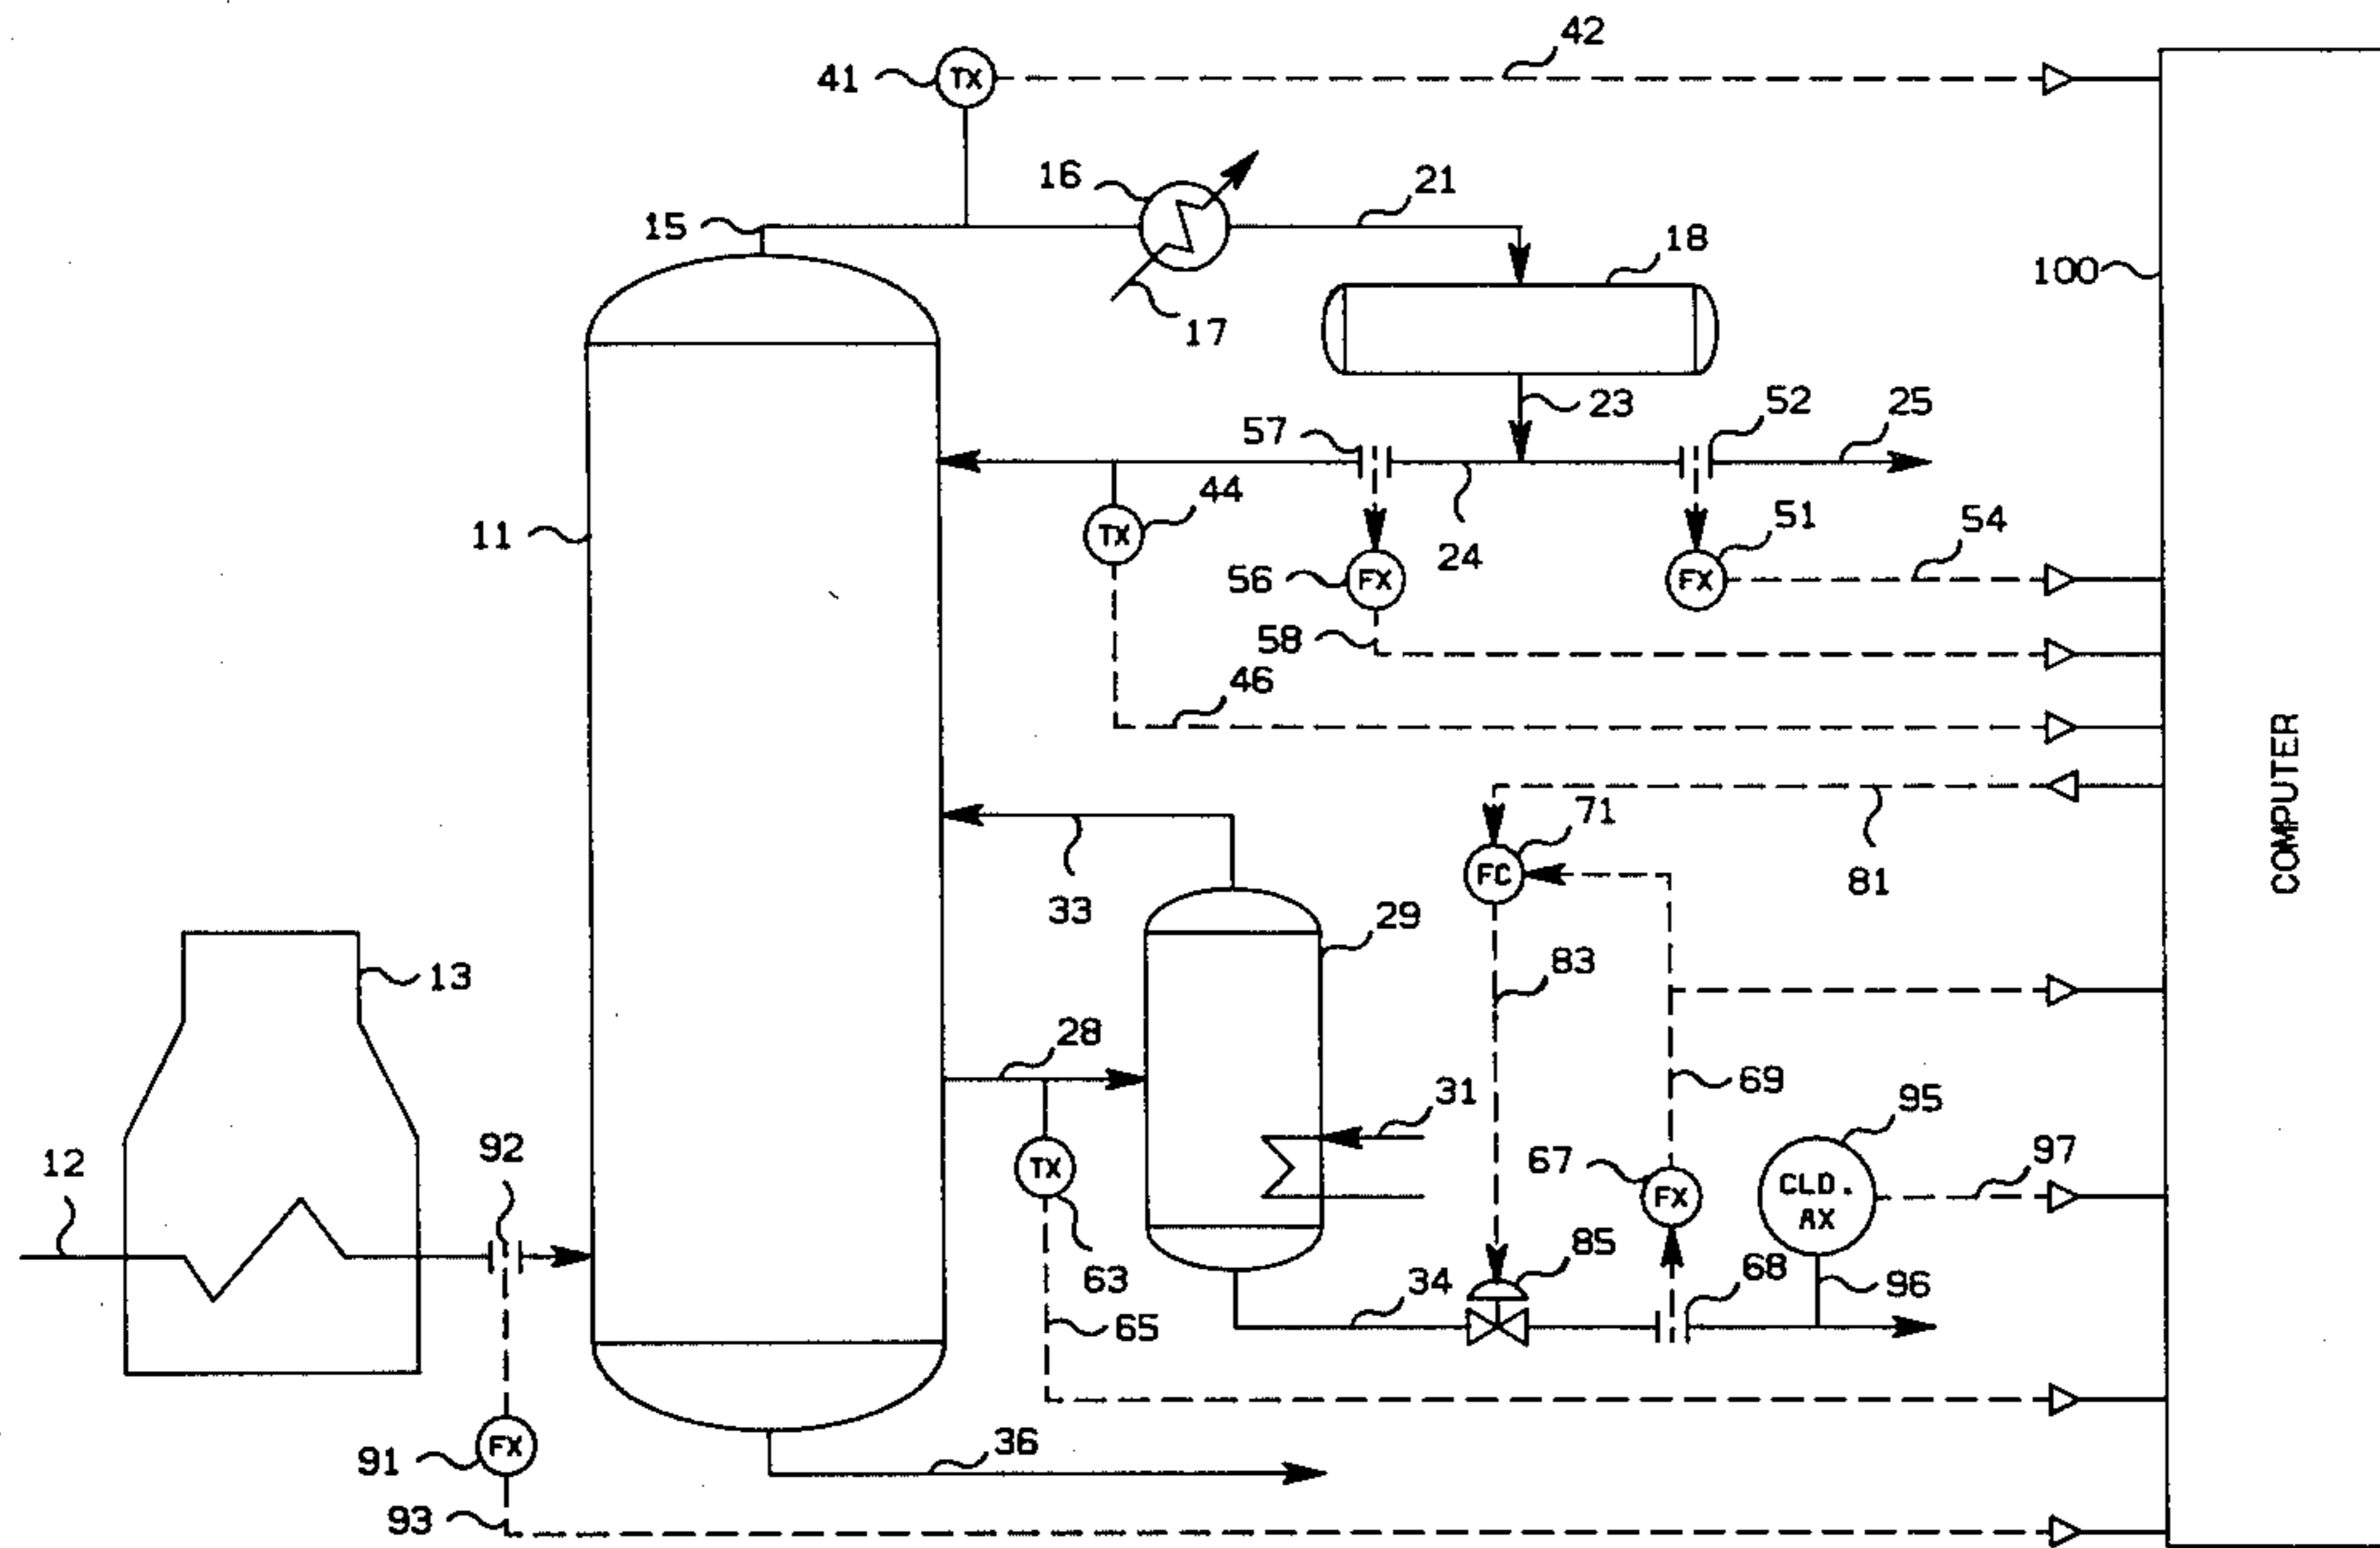 42
41 TX
16 21
15 18
100
17
23 52 25
57
44
11 TX 51 54
24
56 FX FX
58
46
COMPUTER
71
FC 81
33 29
13 83
28
31 69 95
92
12 TX 67 FX CLD. 97
AX
85
63 34 68 96
65
36
91 FX
93